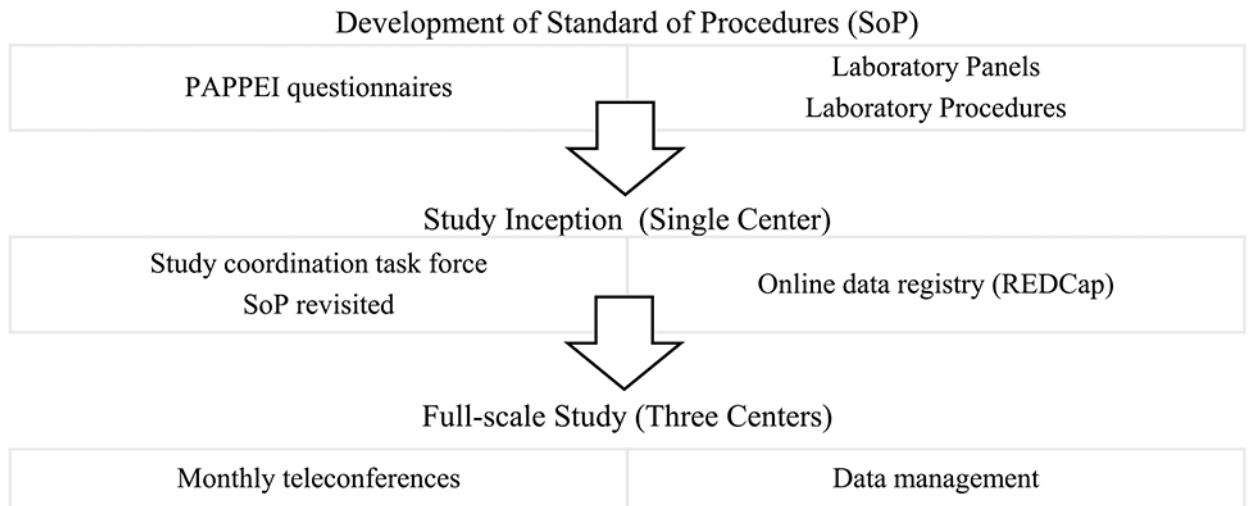 Development of Standard of Procedures (SoP)
PAPPEI questionnaires
Laboratory Panels
Laboratory Procedures
Study Inception (Single Center)
Study coordination task force
SoP revisited
Online data registry (REDCap)
Full-scale Study (Three Centers)
Monthly teleconferences
Data management